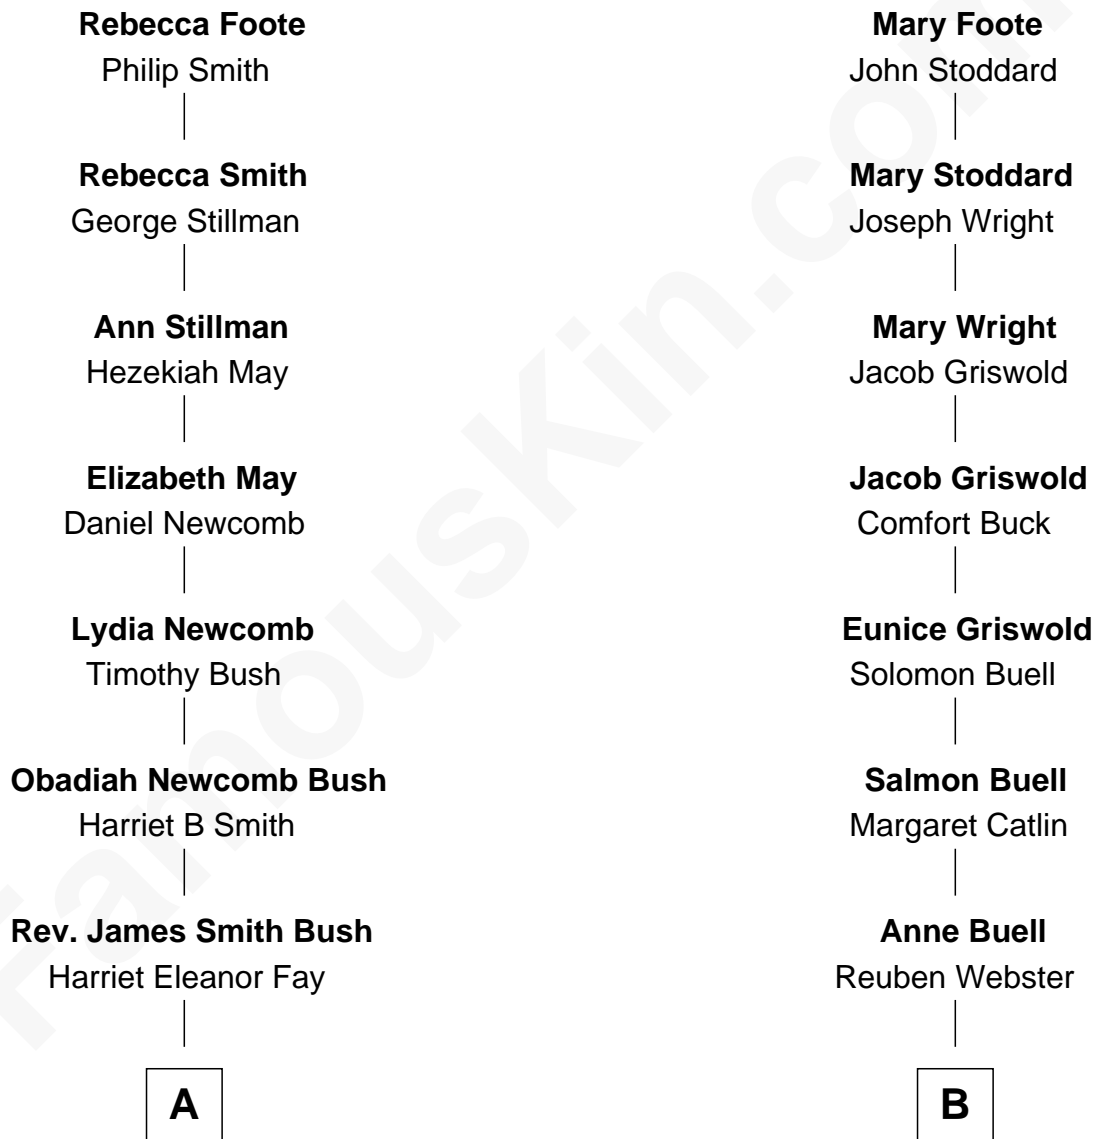 Rebecca Foote
Philip Smith
Rebecca Smith
George Stillman
Ann Stillman
Hezekiah May
Elizabeth May
Daniel Newcomb
Lydia Newcomb
Timothy Bush
Obadiah Newcomb Bush
Harriet B Smith
Rev. James Smith Bush
Harriet Eleanor Fay
A
Mary Foote
John Stoddard
Mary Stoddard
Joseph Wright
Mary Wright
Jacob Griswold
Jacob Griswold
Comfort Buck
Eunice Griswold
Solomon Buell
Salmon Buell
Margaret Catlin
Anne Buell
Reuben Webster
B
FamousKin.com